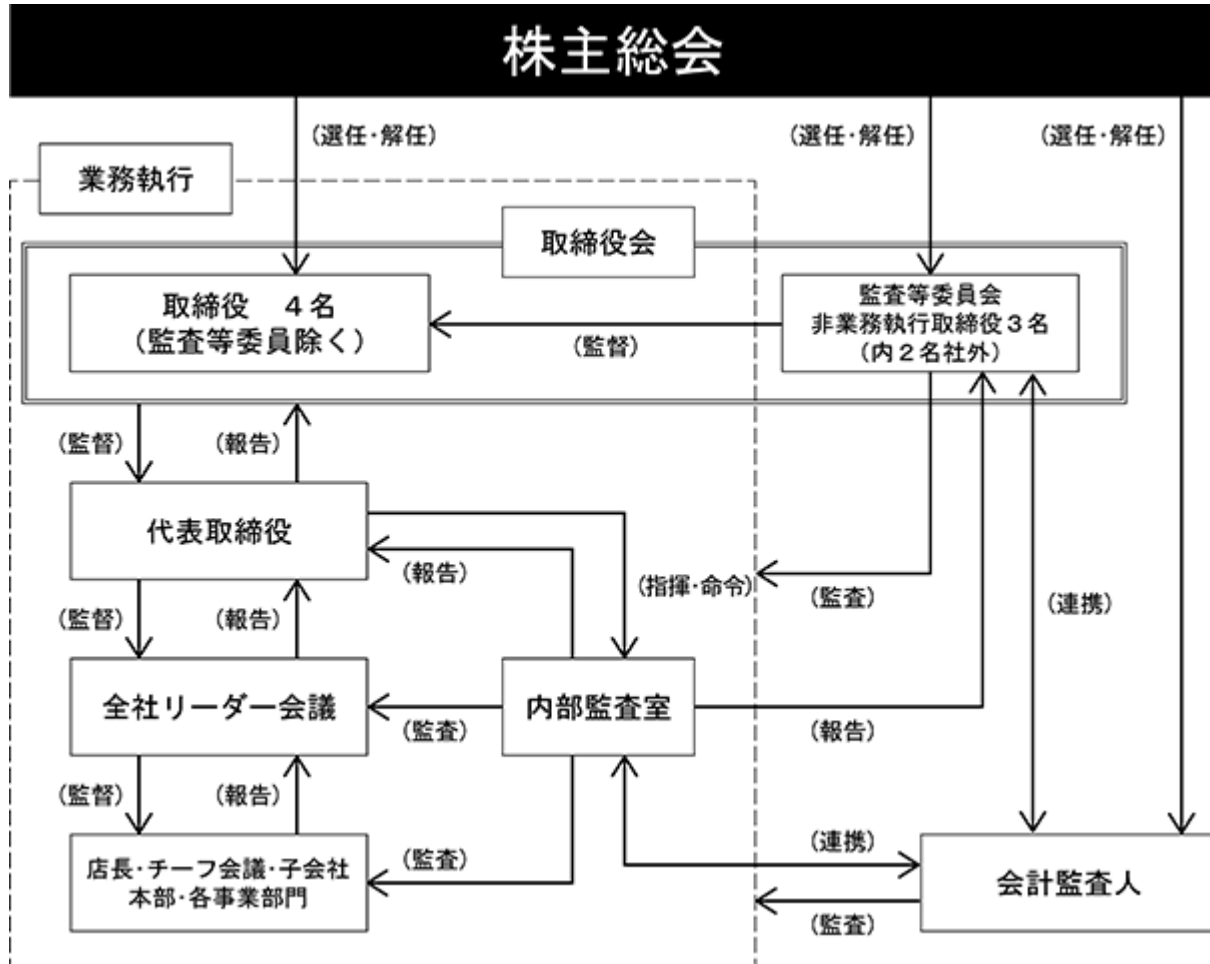 株主総会
(選任・解任)
(選任・解任)
(選任・解任)
業務執行
取締役会
取締役　４名
(監査等委員除く)
監査等委員会
非業務執行取締役３名
(内２名社外)
(監督)
(監督)
(報告)
代表取締役
(報告)
(指揮・命令)
(監査)
(連携)
(監督)
(報告)
全社リーダー会議
(監査)
内部監査室
(報告)
(監督)
(報告)
店長・チーフ会議・子会社
本部・各事業部門
(監査)
(連携)
(監査)
会計監査人